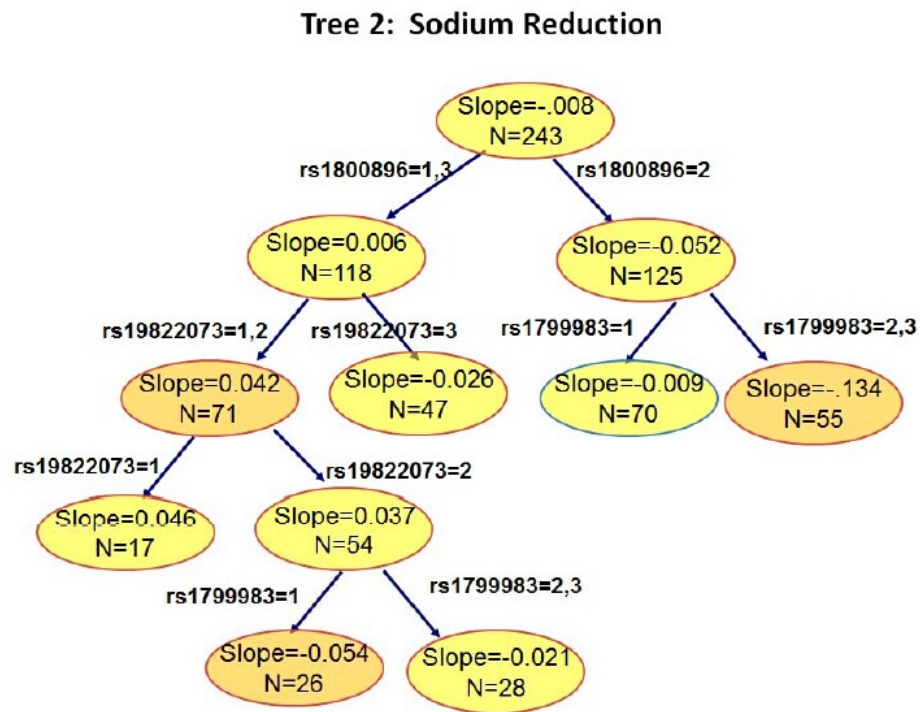 Tree 2: Sodium Reduction
Slope=-.008
N=243
rs1800896=1,3
rs1800896=2
Slope=0.006
N=118
Slope=-0.052
N=125
rs19822073=1,2
rs19822073=3
rs1799983=1
rs1799983=2,3
Slope=0.042
N=71
Slope=-0.026
N=47
Slope=-0.009
N=70
Slope=-.134
N=55
rs19822073=1
rs19822073=2
Slope=0.046
N=17
Slope=0.037
N=54
rs1799983=1
rs1799983=2,3
Slope=-0.054
N=26
Slope=-0.021
N=28